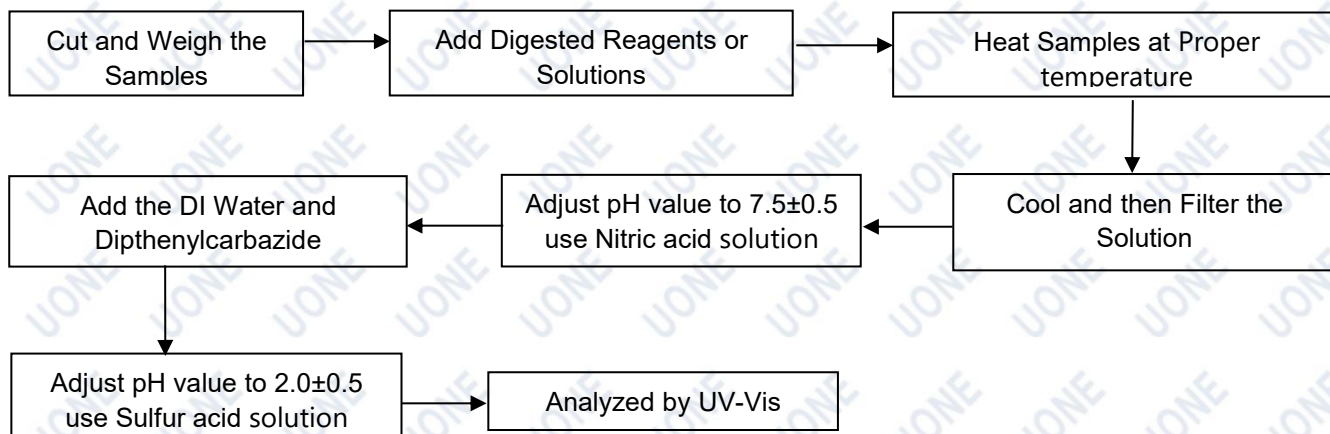 Cut and Weigh the
Samples
Add Digested Reagents or
Solutions
Heat Samples at Proper
temperature
Cool and then Filter the
Solution
Adjust pH value to 7.5±0.5
use Nitric acid solution
Add the DI Water and
Dipthenylcarbazide
Adjust pH value to 2.0±0.5
use Sulfur acid solution
Analyzed by UV-Vis
UONE